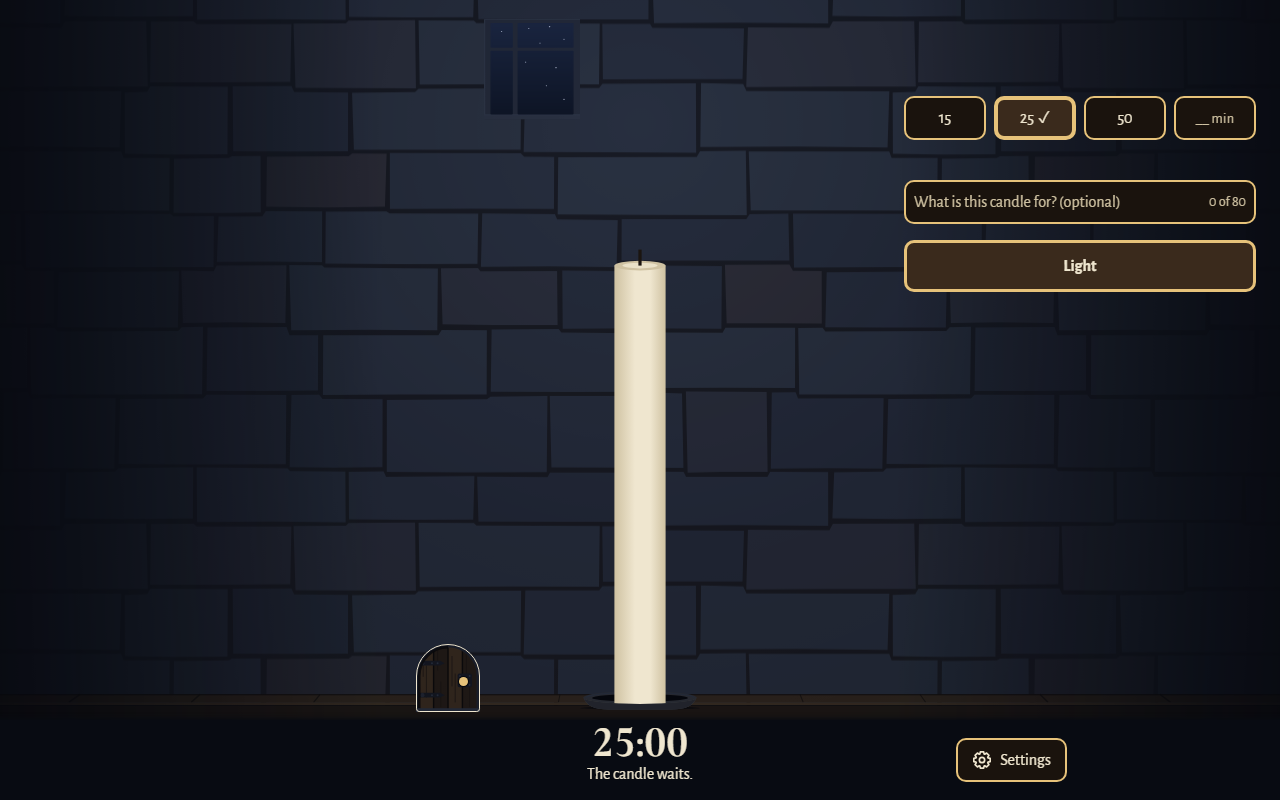 15
25 ✓
50
__ min
What is this candle for? (optional) 0 of 80
Light
25:00
The candle waits.
Settings